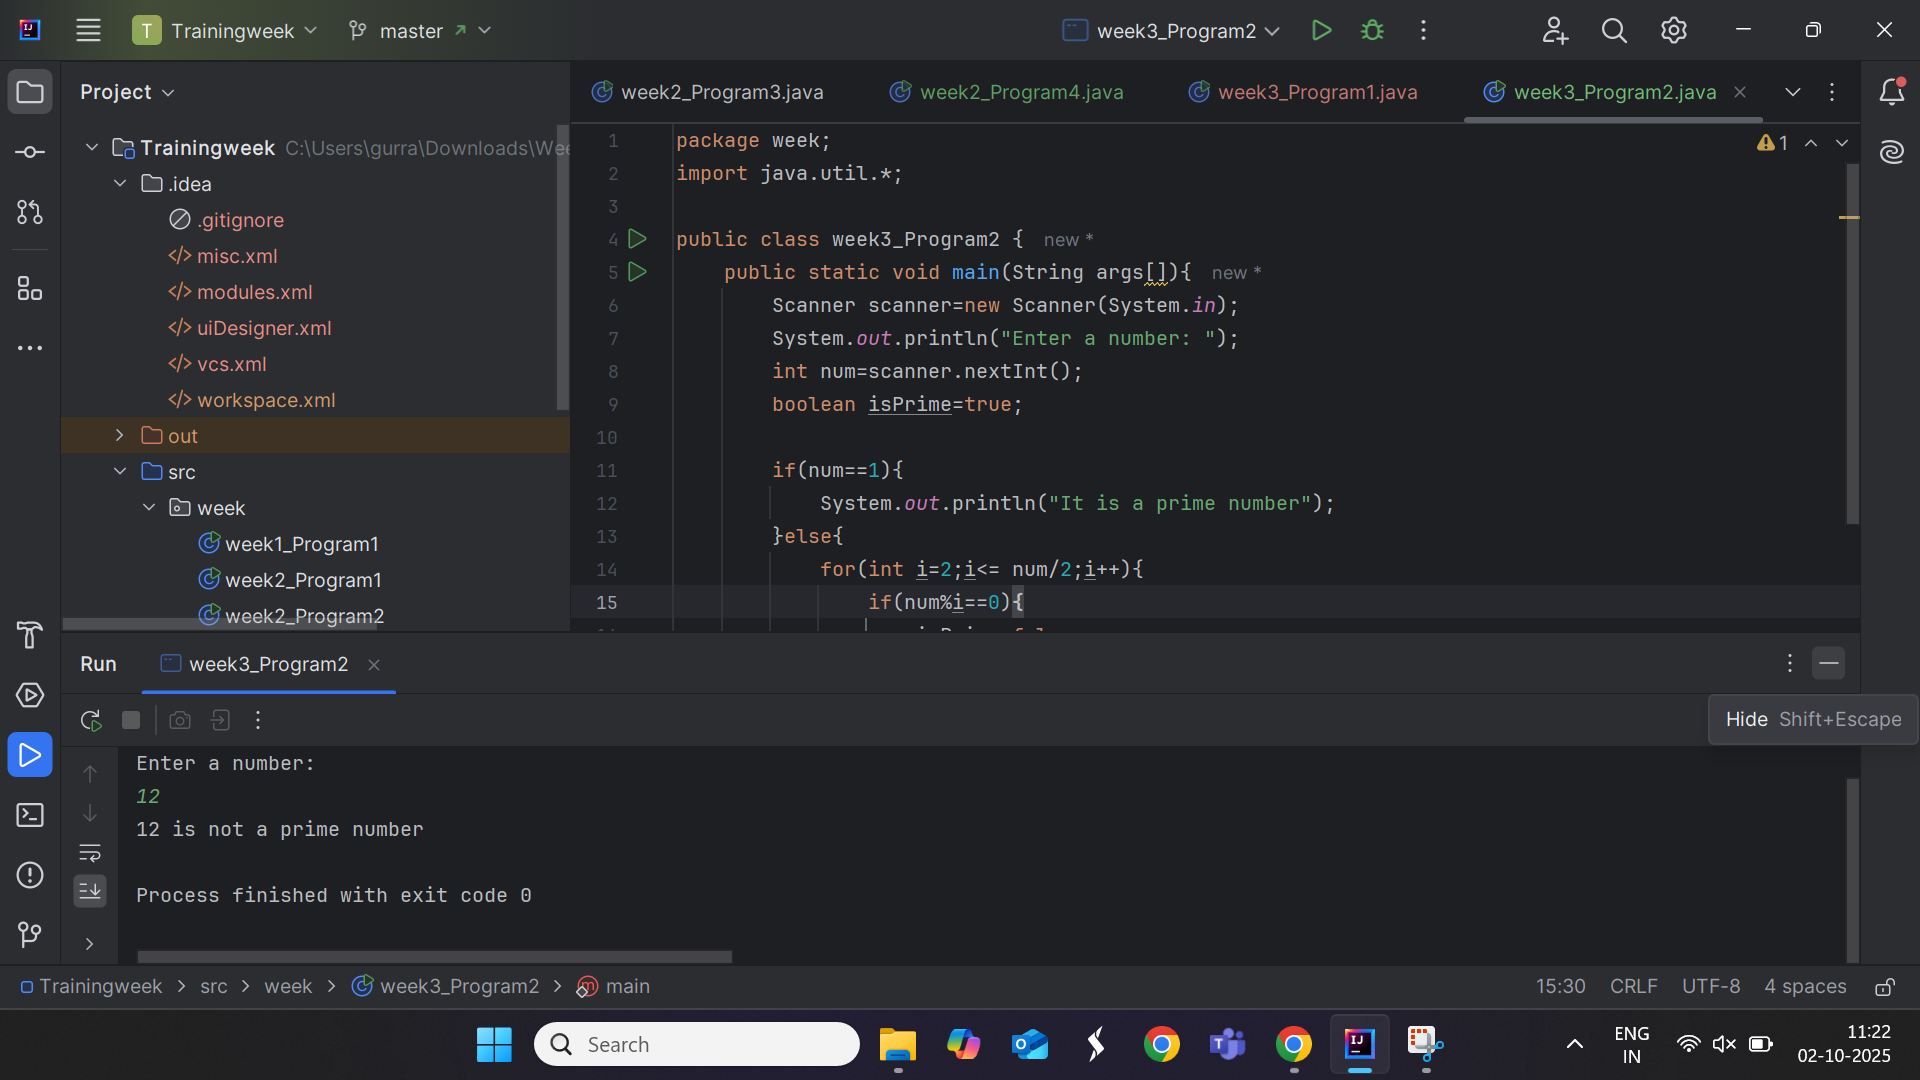 T Trainingweek master week3_Program2
Project
week2_Program3.java week2_Program4.java week3_Program1.java week3_Program2.java
Trainingweek C:\Users\gurra\Downloads\Wee
.idea
.gitignore
misc.xml
modules.xml
uiDesigner.xml
vcs.xml
workspace.xml
out
src
week
week1_Program1
week2_Program1
week2_Program2
1 package week;
2 import java.util.*;
3
4 public class week3_Program2 { new *
5 public static void main(String args[]){ new *
6 Scanner scanner=new Scanner(System.in);
7 System.out.println("Enter a number: ");
8 int num=scanner.nextInt();
9 boolean isPrime=true;
10
11 if(num==1){
12 System.out.println("It is a prime number");
13 }else{
14 for(int i=2;i<= num/2;i++){
15 if(num%i==0){
1
Run week3_Program2
Hide Shift+Escape
Enter a number:
12
12 is not a prime number
Process finished with exit code 0
Trainingweek > src > week > week3_Program2 > main
15:30 CRLF UTF-8 4 spaces
Search
ENG
IN
11:22
02-10-2025